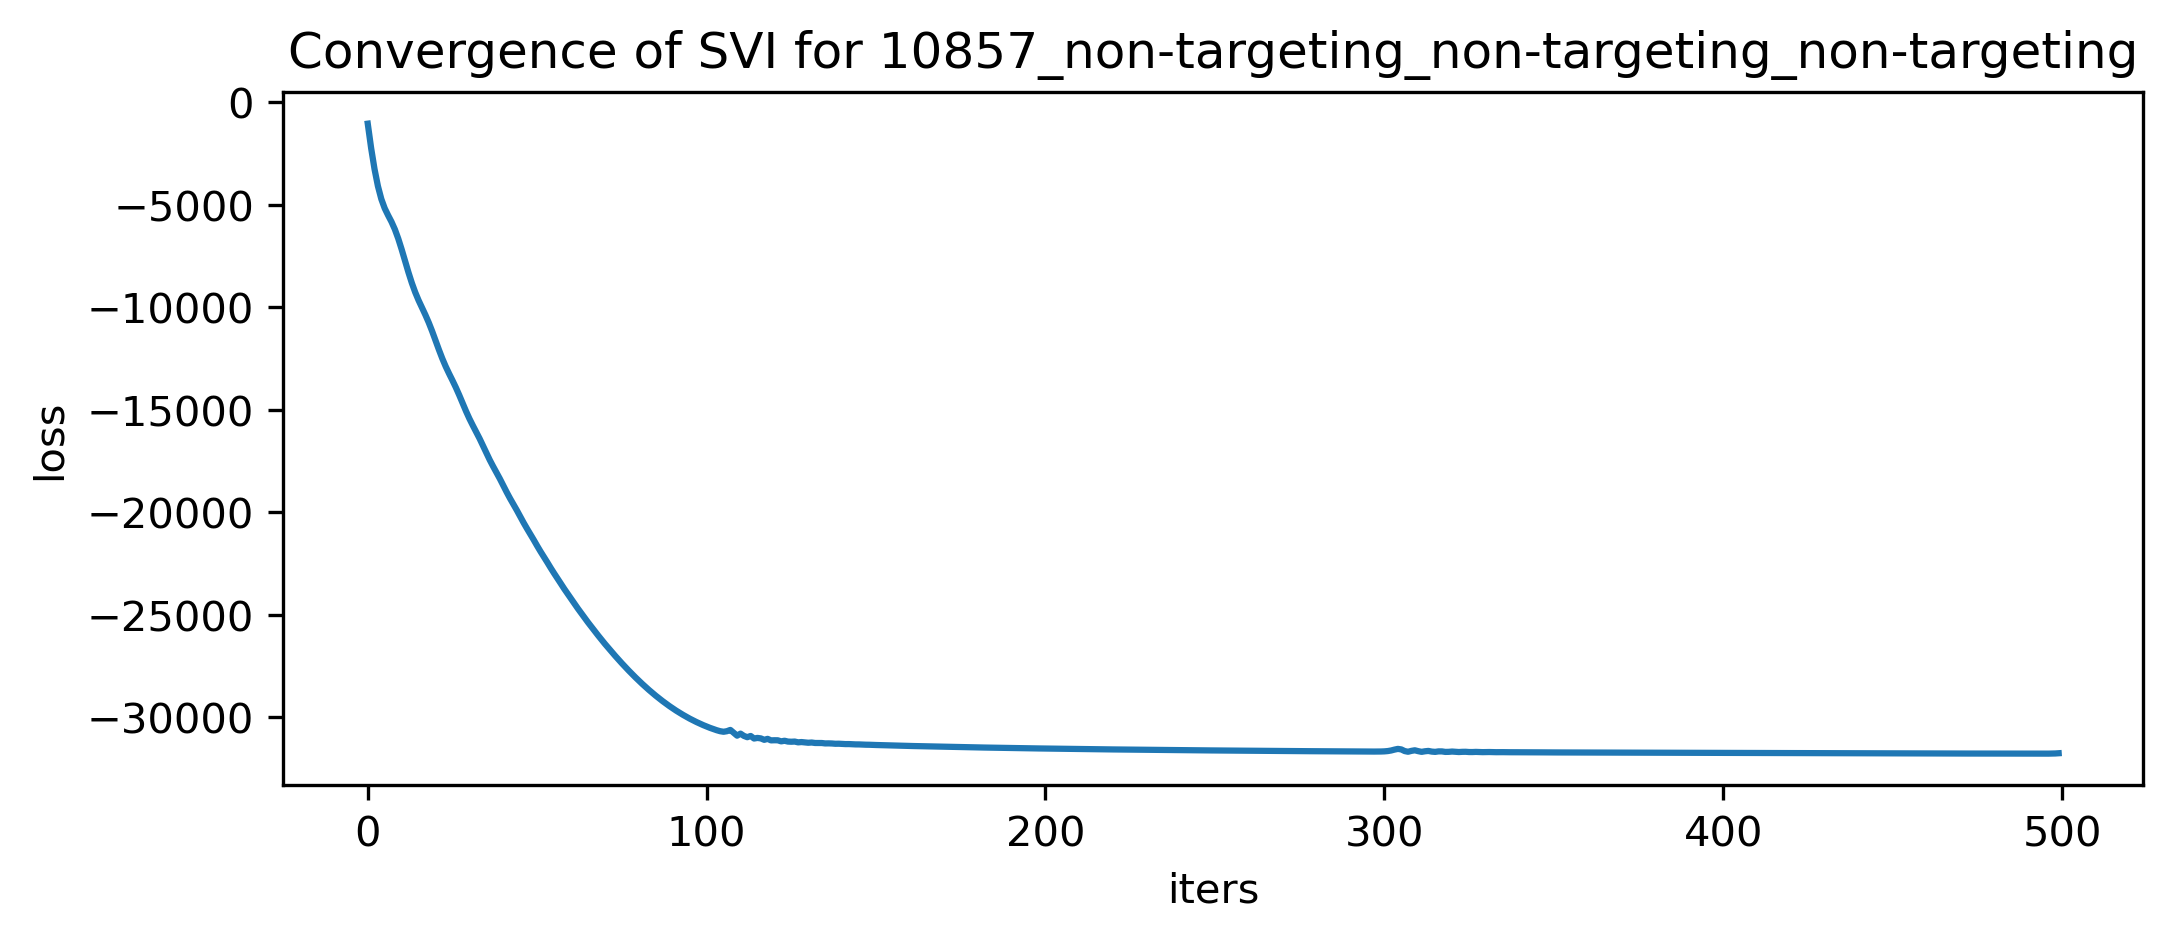 Convergence of SVI for 10857_non-targeting_non-targeting_non-targeting
0
−5000
−10000
−15000
−20000
−25000
−30000
loss
0 100 200 300 400 500
iters